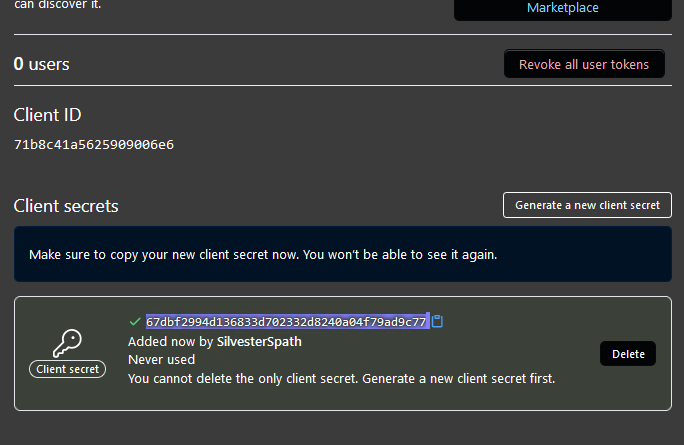 can discover it.
Marketplace
0 users
Revoke all user tokens
Client ID
71b8c41a5625909006e6
Client secrets
Generate a new client secret
Make sure to copy your new client secret now. You won't be able to see it again.
67dbf2994d136833d702332d8240a04f79ad9c77
Added now by SilvesterSpath
Never used
Client secret
You cannot delete the only client secret. Generate a new client secret first.
Delete